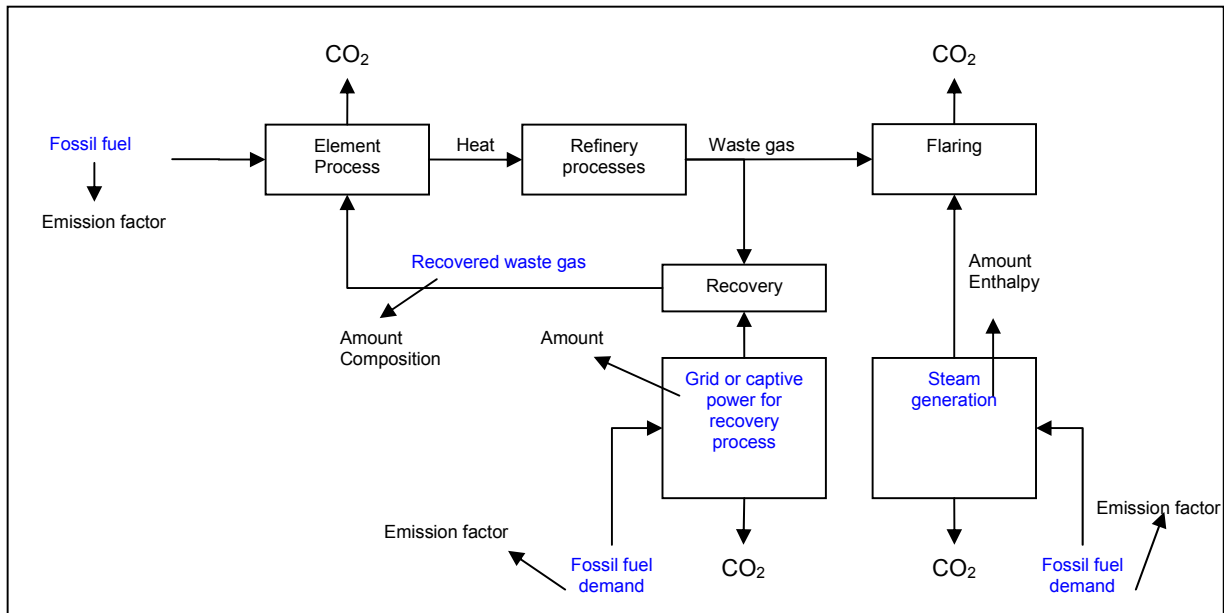 CO₂
CO₂
Fossil fuel
Element
Process
Heat
Refinery
processes
Waste gas
Flaring
Emission factor
Recovered waste gas
Recovery
Amount
Enthalpy
Amount
Composition
Amount
Grid or captive
power for
recovery
process
Steam
generation
Emission factor
Fossil fuel
demand
CO₂
CO₂
Emission factor
Fossil fuel
demand